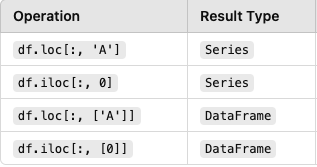 Operation Result Type
df.loc[:, 'A'] Series
df.iloc[:, 0] Series
df.loc[:, ['A']] DataFrame
df.iloc[:, [0]] DataFrame